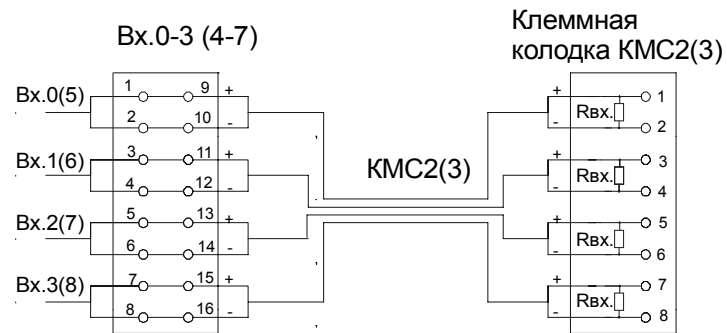 Вх.0-3 (4-7)
Клеммная
колодка КМС2(3)
Вх.0(5)
1 9 +
2 10 -
+ Rвх. 1
- 2
Вх.1(6)
3 11 +
4 12 -
КМС2(3)
+ Rвх. 3
- 4
Вх.2(7)
5 13 +
6 14 -
+ Rвх. 5
- 6
Вх.3(8)
7 15 +
8 16 -
+ Rвх. 7
- 8